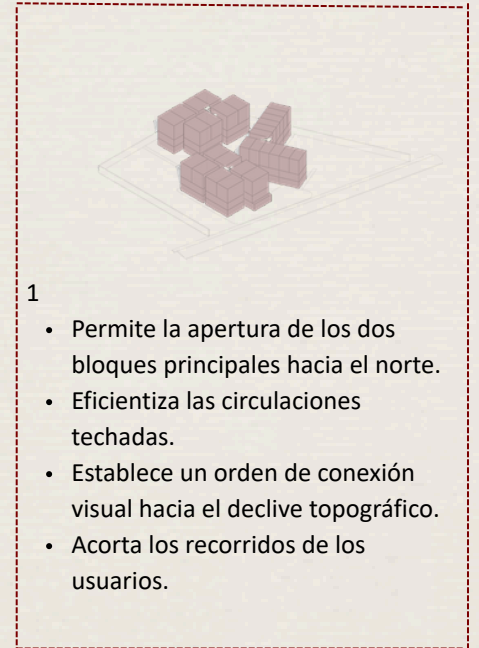 1
• Permite la apertura de los dos
bloques principales hacia el norte.
• Eficientiza las circulaciones
techadas.
• Establece un orden de conexión
visual hacia el declive topográfico.
• Acorta los recorridos de los
usuarios.